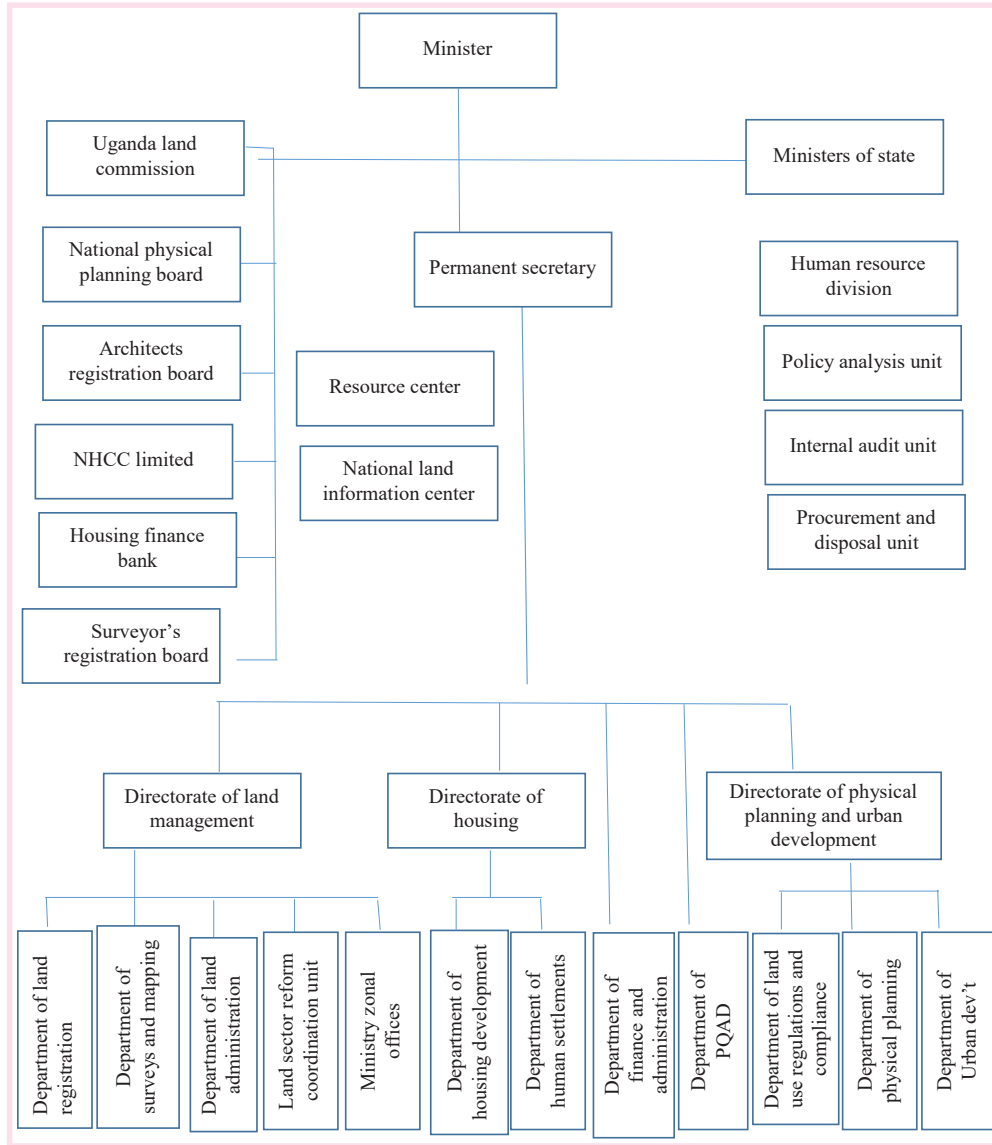 Minister
Uganda land
commission
Ministers of state
National physical
planning board
Permanent secretary
Human resource
division
Architects
registration board
Resource center
Policy analysis unit
NHCC limited
National land
information center
Internal audit unit
Housing finance
bank
Procurement and
disposal unit
Surveyor’s
registration board
Directorate of land
management
Directorate of
housing
Directorate of physical
planning and urban
development
Department of land
registration
Department of
surveys and mapping
Department of land
administration
Land sector reform
coordination unit
Ministry zonal
offices
Department of
housing development
Department of
human settlements
Department of
finance and
administration
Department of
PQAD
Department of land
use regulations and
compliance
Department of
physical planning
Department of
Urban dev’t